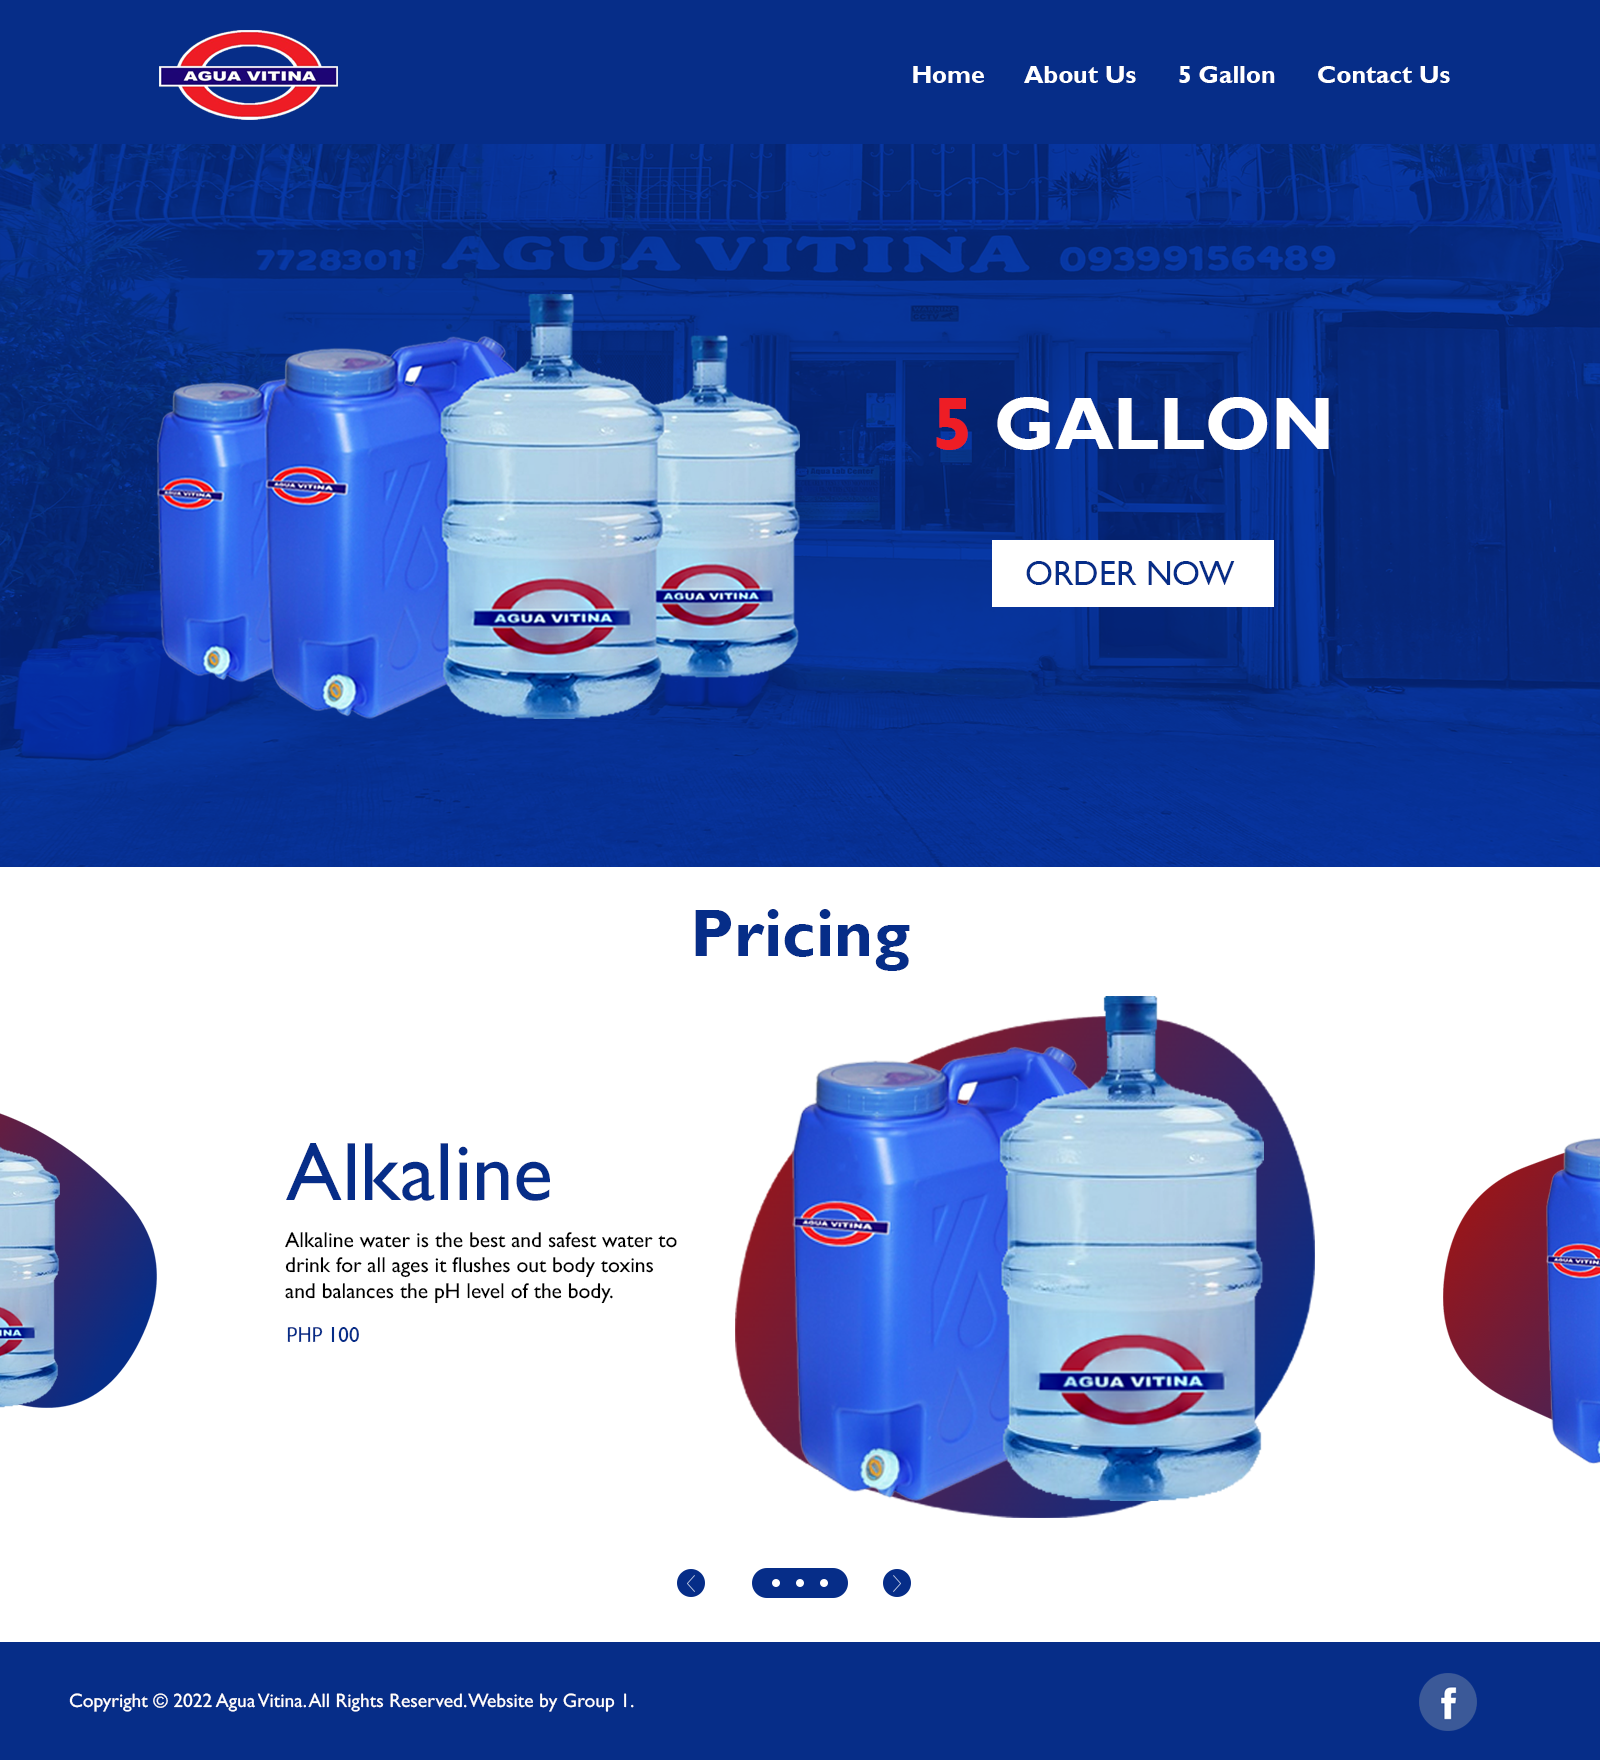 AGUA VITINA
Home About Us 5 Gallon Contact Us
77283011 AGUA VITINA 09399156489
AGUA VITINA
AGUA VITINA
AGUA VITINA
AGUA VITINA
5 GALLON
ORDER NOW
Pricing
Alkaline
Alkaline water is the best and safest water to
drink for all ages it flushes out body toxins
and balances the pH level of the body.
PHP 100
AGUA VITINA
AGUA VITINA
INA
AGUA VITINA
Copyright © 2022 Agua Vitina. All Rights Reserved. Website by Group 1.
f